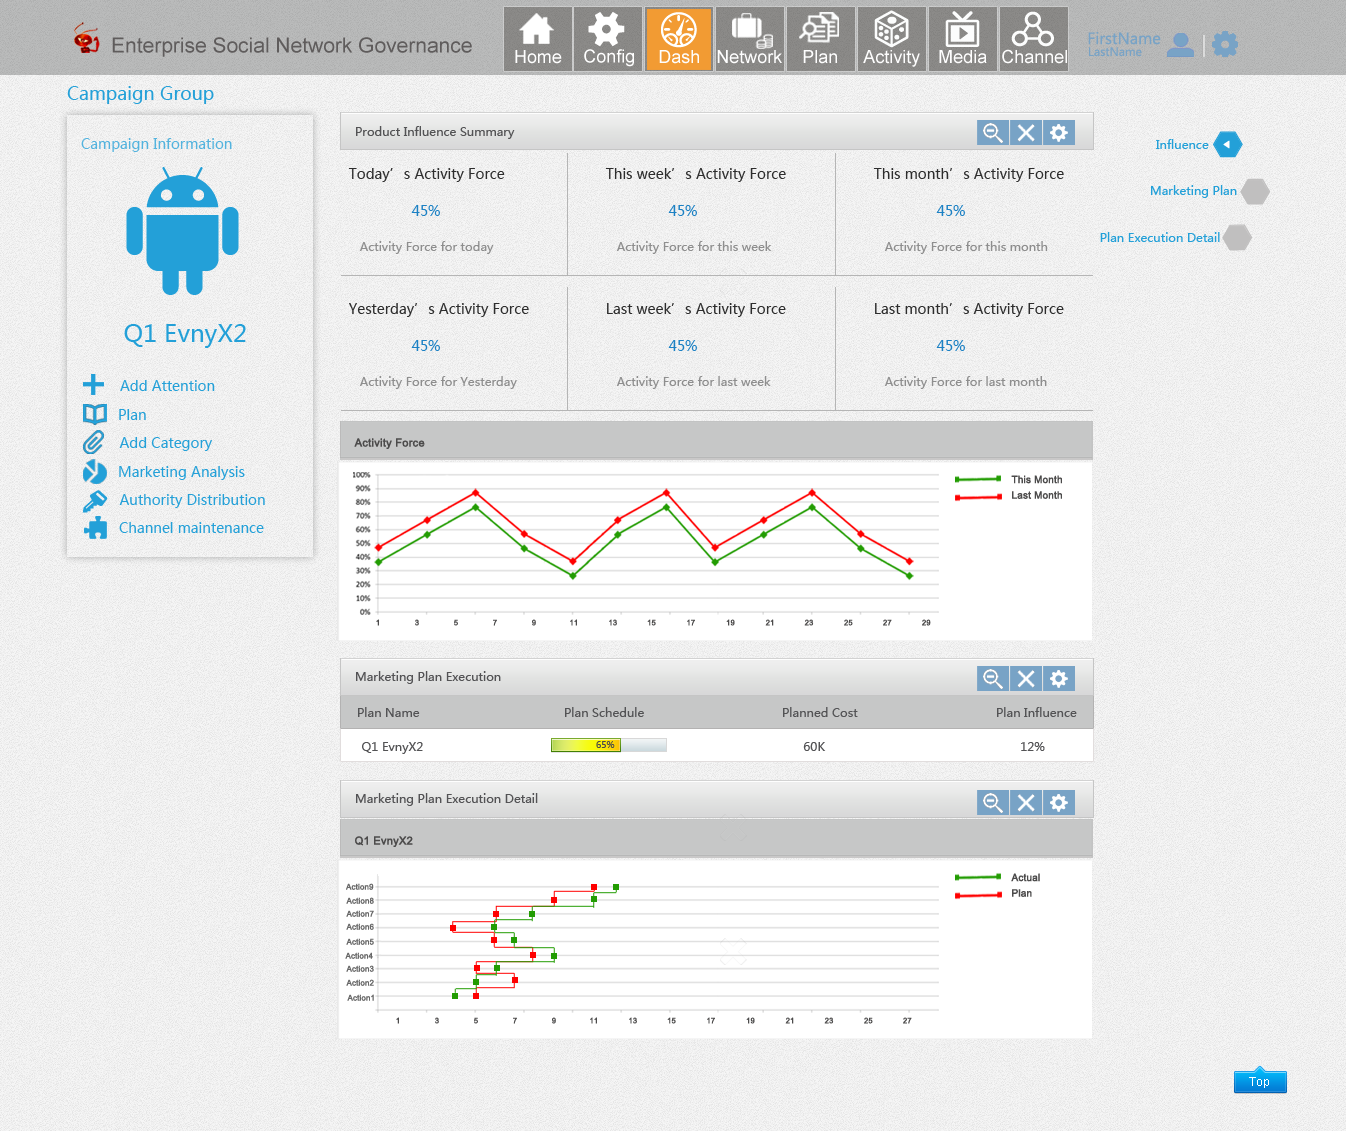 Enterprise Social Network Governance
Home
Config
Dash
Network
Plan
Activity
Media
Channel
FirstName
LastName
Campaign Group
Campaign Information
Q1 EvnyX2
Add Attention
Plan
Add Category
Marketing Analysis
Authority Distribution
Channel maintenance
Product Influence Summary
Today’ s Activity Force
This week’ s Activity Force
This month’ s Activity Force
45%
45%
45%
Activity Force for today
Activity Force for this week
Activity Force for this month
Yesterday’ s Activity Force
Last week’ s Activity Force
Last month’ s Activity Force
45%
45%
45%
Activity Force for Yesterday
Activity Force for last week
Activity Force for last month
Influence
Marketing Plan
Plan Execution Detail
Activity Force
100%
90%
80%
70%
60%
50%
40%
30%
20%
10%
0%
1 3 5 7 9 11 13 15 17 19 21 23 25 27 29
This Month
Last Month
Marketing Plan Execution
Plan Name Plan Schedule Planned Cost Plan Influence
Q1 EvnyX2 65% 60K 12%
Marketing Plan Execution Detail
Q1 EvnyX2
Action9
Action8
Action7
Action6
Action5
Action4
Action3
Action2
Action1
1 3 5 7 9 11 13 15 17 19 21 23 25 27
Actual
Plan
Top